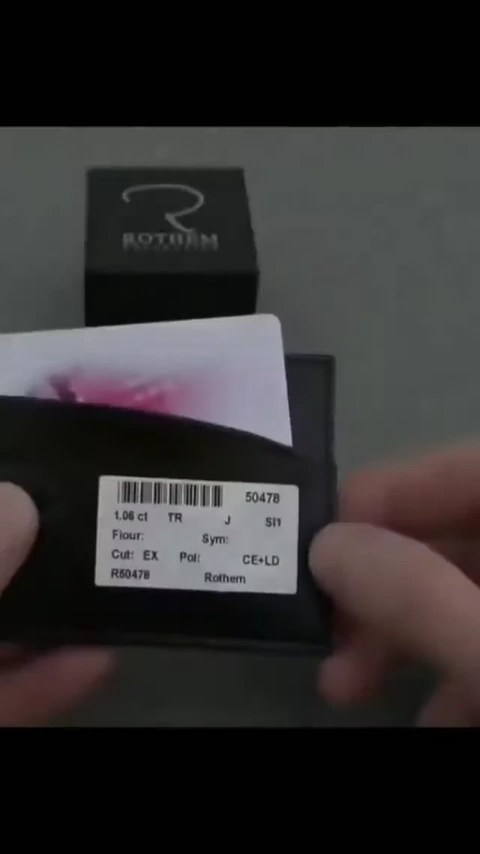 R
ROTHEM
50478
1.06 ct TR J SI1
Flour: Sym:
Cut: EX Pol: CE+LD
R50478 Rothem